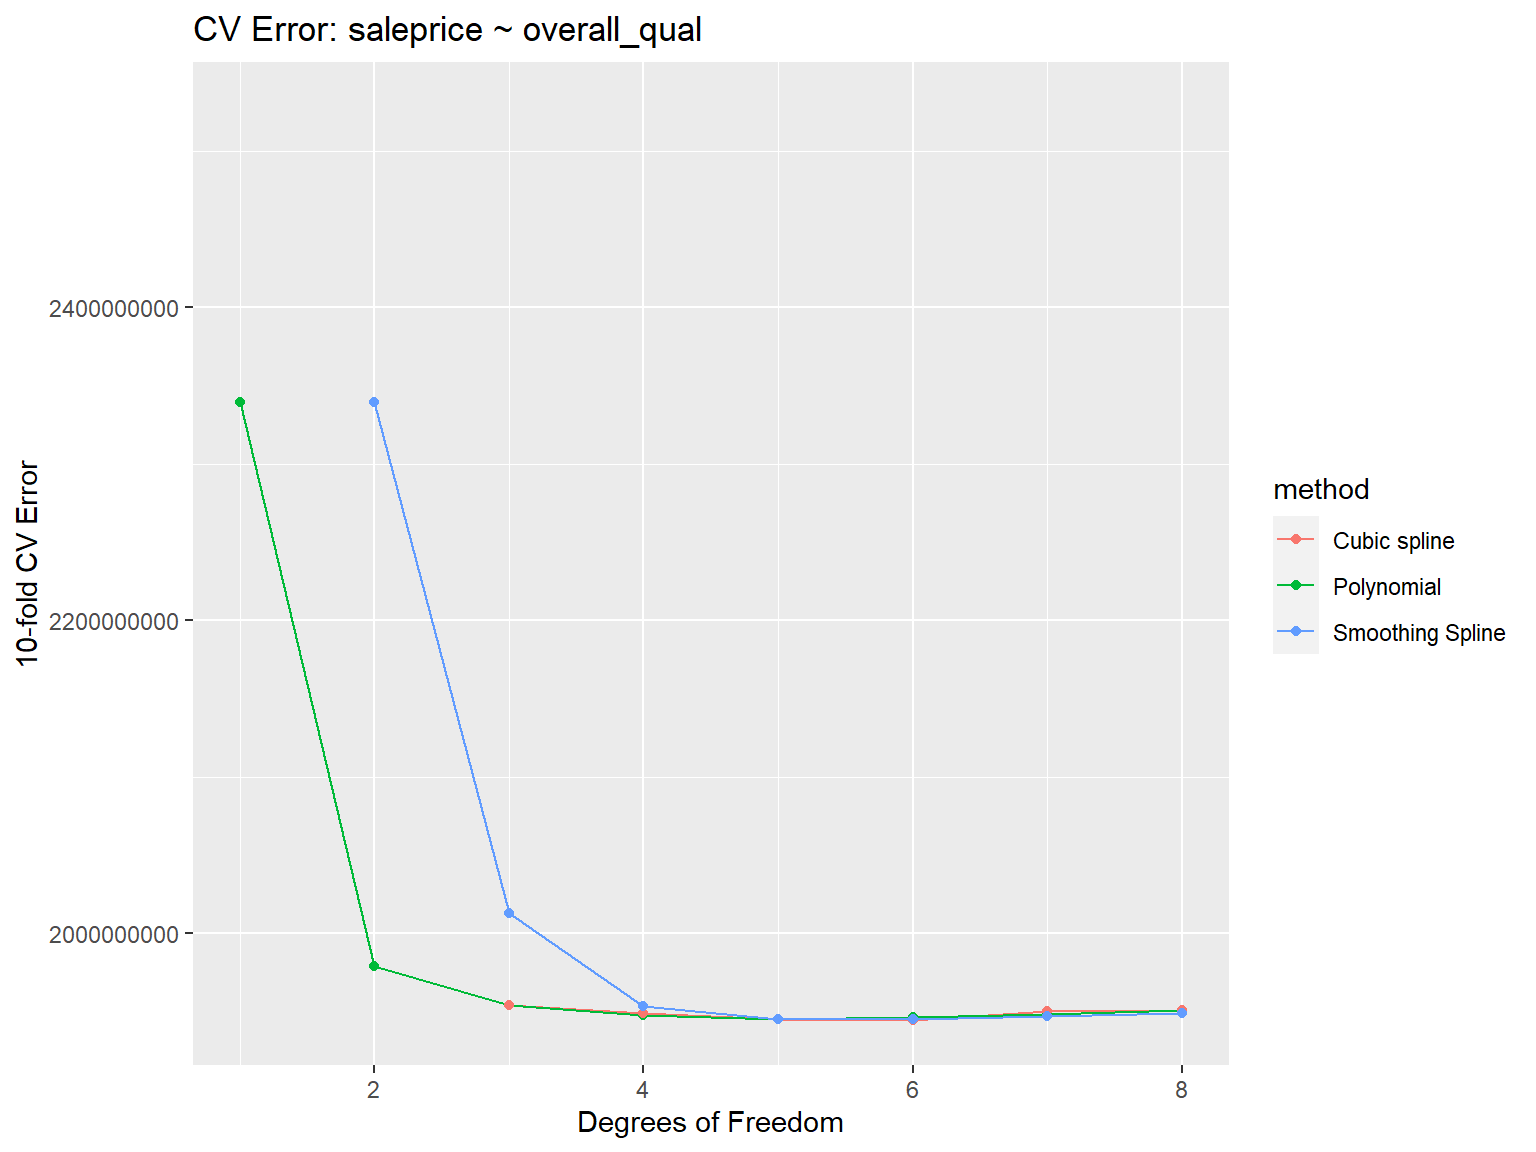 CV Error: saleprice ~ overall_qual
10-fold CV Error
2400000000
2200000000
2000000000
2
4
6
8
Degrees of Freedom
method
Cubic spline
Polynomial
Smoothing Spline